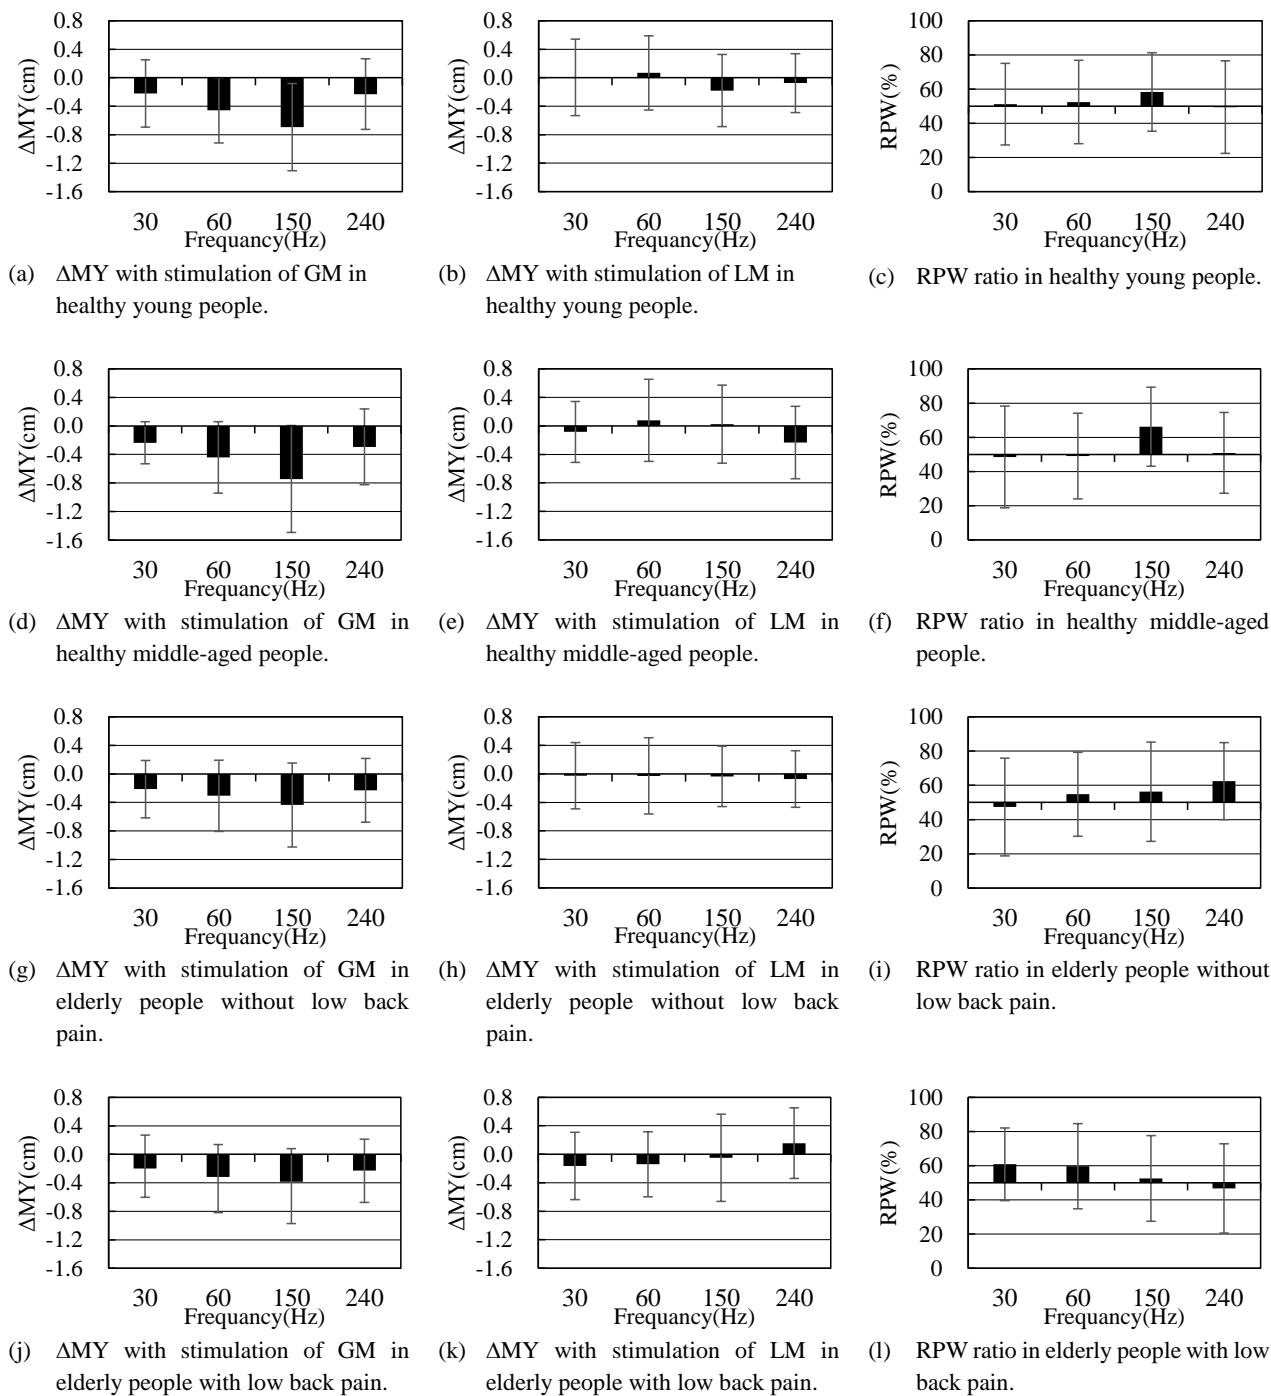 0.8
0.4
0.0
-0.4
-0.8
-1.2
-1.6
ΔMY(cm)
30 60 150 240
Frequancy(Hz)
(a) ΔMY with stimulation of GM in
healthy young people.
0.8
0.4
0.0
-0.4
-0.8
-1.2
-1.6
ΔMY(cm)
30 60 150 240
Frequancy(Hz)
(b) ΔMY with stimulation of LM in
healthy young people.
100
80
60
40
20
0
RPW(%)
30 60 150 240
Frequancy(Hz)
(c) RPW ratio in healthy young people.
0.8
0.4
0.0
-0.4
-0.8
-1.2
-1.6
ΔMY(cm)
30 60 150 240
Frequancy(Hz)
(d) ΔMY with stimulation of GM in
healthy middle-aged people.
0.8
0.4
0.0
-0.4
-0.8
-1.2
-1.6
ΔMY(cm)
30 60 150 240
Frequancy(Hz)
(e) ΔMY with stimulation of LM in
healthy middle-aged people.
100
80
60
40
20
0
RPW(%)
30 60 150 240
Frequancy(Hz)
(f) RPW ratio in healthy middle-aged
people.
0.8
0.4
0.0
-0.4
-0.8
-1.2
-1.6
ΔMY(cm)
30 60 150 240
Frequancy(Hz)
(g) ΔMY with stimulation of GM in
elderly people without low back
pain.
0.8
0.4
0.0
-0.4
-0.8
-1.2
-1.6
ΔMY(cm)
30 60 150 240
Frequancy(Hz)
(h) ΔMY with stimulation of LM in
elderly people without low back
pain.
100
80
60
40
20
0
RPW(%)
30 60 150 240
Frequancy(Hz)
(i) RPW ratio in elderly people without
low back pain.
0.8
0.4
0.0
-0.4
-0.8
-1.2
-1.6
ΔMY(cm)
30 60 150 240
Frequancy(Hz)
(j) ΔMY with stimulation of GM in
elderly people with low back pain.
0.8
0.4
0.0
-0.4
-0.8
-1.2
-1.6
ΔMY(cm)
30 60 150 240
Frequancy(Hz)
(k) ΔMY with stimulation of LM in
elderly people with low back pain.
100
80
60
40
20
0
RPW(%)
30 60 150 240
Frequancy(Hz)
(l) RPW ratio in elderly people with low
back pain.